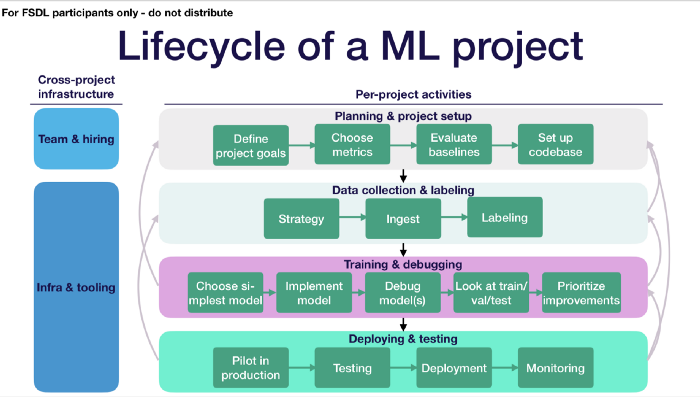 For FSDL participants only - do not distribute
Lifecycle of a ML project
Cross-project
infrastructure
Per-project activities
Team & hiring
Planning & project setup
Define
project goals
Choose
metrics
Evaluate
baselines
Set up
codebase
Infra & tooling
Data collection & labeling
Strategy
Ingest
Labeling
Training & debugging
Choose si-
mplest model
Implement
model
Debug
model(s)
Look at train/
val/test
Prioritize
improvements
Deploying & testing
Pilot in
production
Testing
Deployment
Monitoring